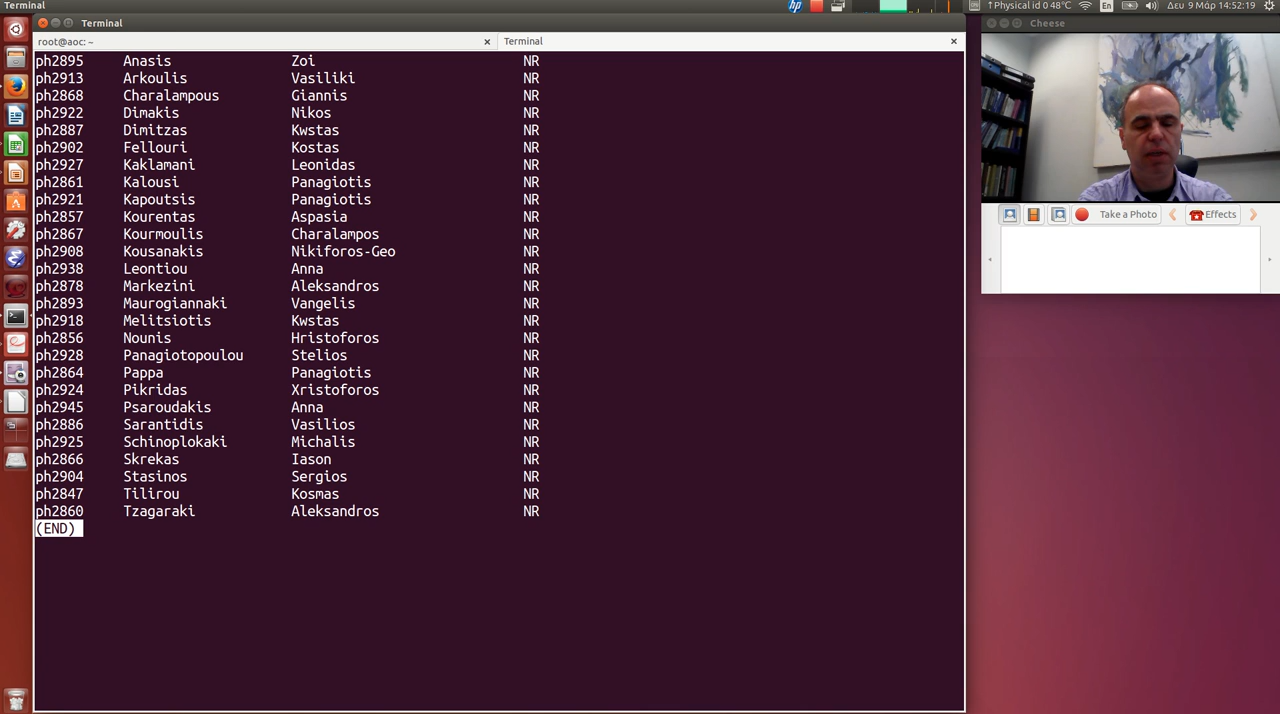 Terminal
↑Physical id 0 48°C En Δευ 9 Μάρ 14:52:19
Terminal
Cheese
root@aoc: ~
Terminal
ph2895 Anasis Zoi NR
ph2913 Arkoulis Vasiliki NR
ph2868 Charalampous Giannis NR
ph2922 Dimakis Nikos NR
ph2887 Dimitzas Kwstas NR
ph2902 Fellouri Kostas NR
ph2927 Kaklamani Leonidas NR
ph2861 Kalousi Panagiotis NR
ph2921 Kapoutsis Panagiotis NR
ph2857 Kourentas Aspasia NR
ph2867 Kourmoulis Charalampos NR
ph2908 Kousanakis Nikiforos-Geo NR
ph2938 Leontiou Anna NR
ph2878 Markezini Aleksandros NR
ph2893 Maurogiannaki Vangelis NR
ph2918 Melitsiotis Kwstas NR
ph2856 Nounis Hristoforos NR
ph2928 Panagiotopoulou Stelios NR
ph2864 Pappa Panagiotis NR
ph2924 Pikridas Xristoforos NR
ph2945 Psaroudakis Anna NR
ph2886 Sarantidis Vasilios NR
ph2925 Schinoplokaki Michalis NR
ph2866 Skrekas Iason NR
ph2904 Stasinos Sergios NR
ph2847 Tilirou Kosmas NR
ph2860 Tzagaraki Aleksandros NR
(END)
Take a Photo
Effects